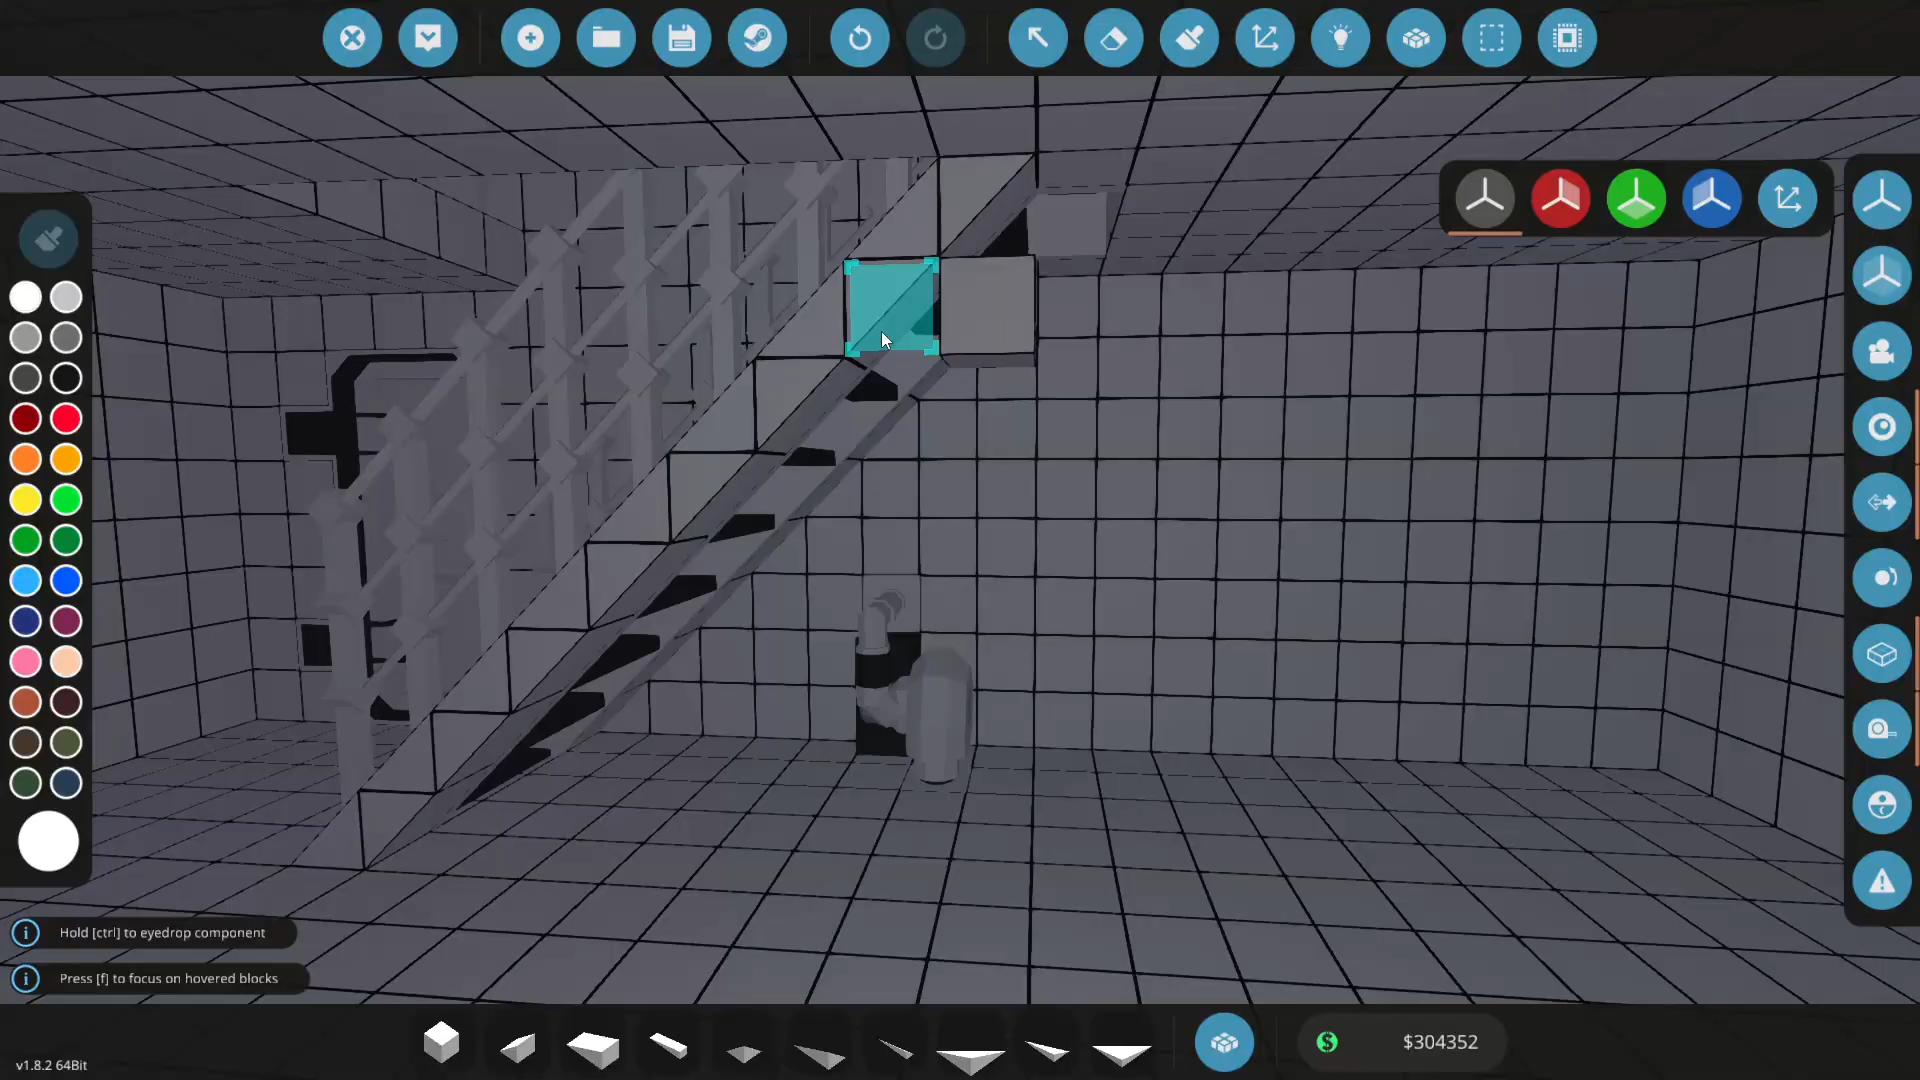 Hold [ctrl] to eyedrop component
Press [f] to focus on hovered blocks
$304352
v1.8.2 64Bit